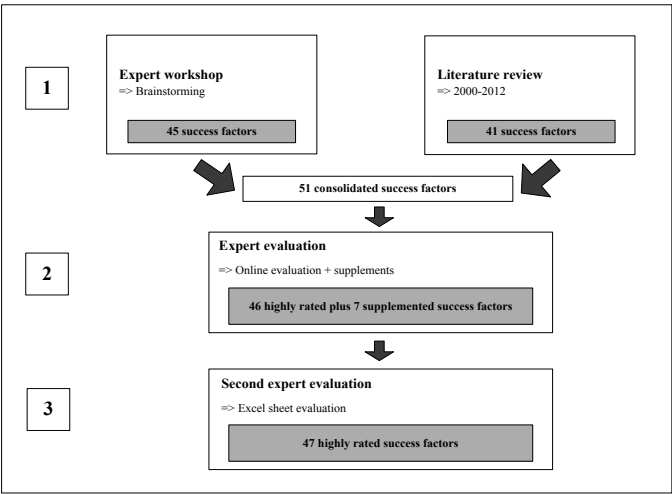 1
Expert workshop
=> Brainstorming
45 success factors
Literature review
=> 2000-2012
41 success factors
51 consolidated success factors
2
Expert evaluation
=> Online evaluation + supplements
46 highly rated plus 7 supplemented success factors
3
Second expert evaluation
=> Excel sheet evaluation
47 highly rated success factors